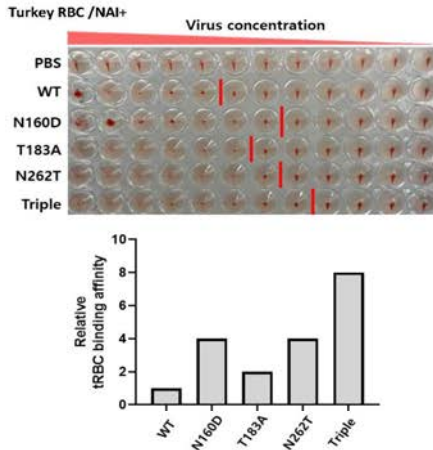 Turkey RBC /NAI+
Virus concentration
PBS
WT
N160D
T183A
N262T
Triple
10
8
6
4
2
0
Relative
tRBC binding affinity
WT
N160D
T183A
N262T
Triple